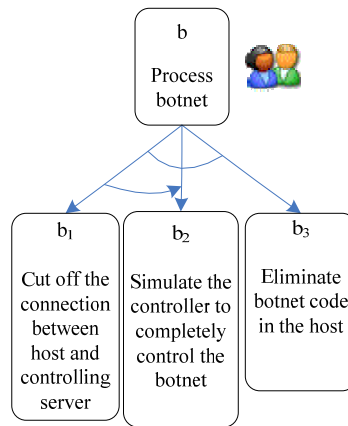 b
Process
botnet
b₁
Cut off the
connection
between
host and
controlling
server
b₂
Simulate the
controller to
completely
control the
botnet
b₃
Eliminate
botnet code
in the host